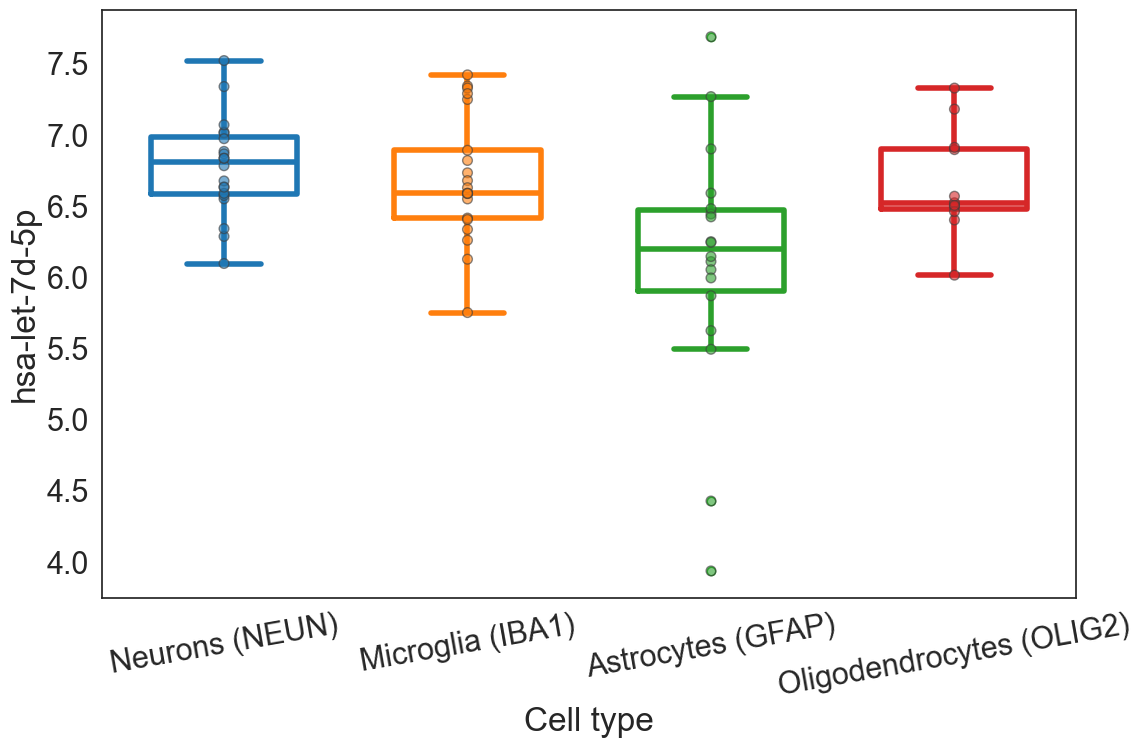 hsa-let-7d-5p
7.5
7.0
6.5
6.0
5.5
5.0
4.5
4.0
Neurons (NEUN)
Microglia (IBA1)
Astrocytes (GFAP)
Oligodendrocytes (OLIG2)
Cell type